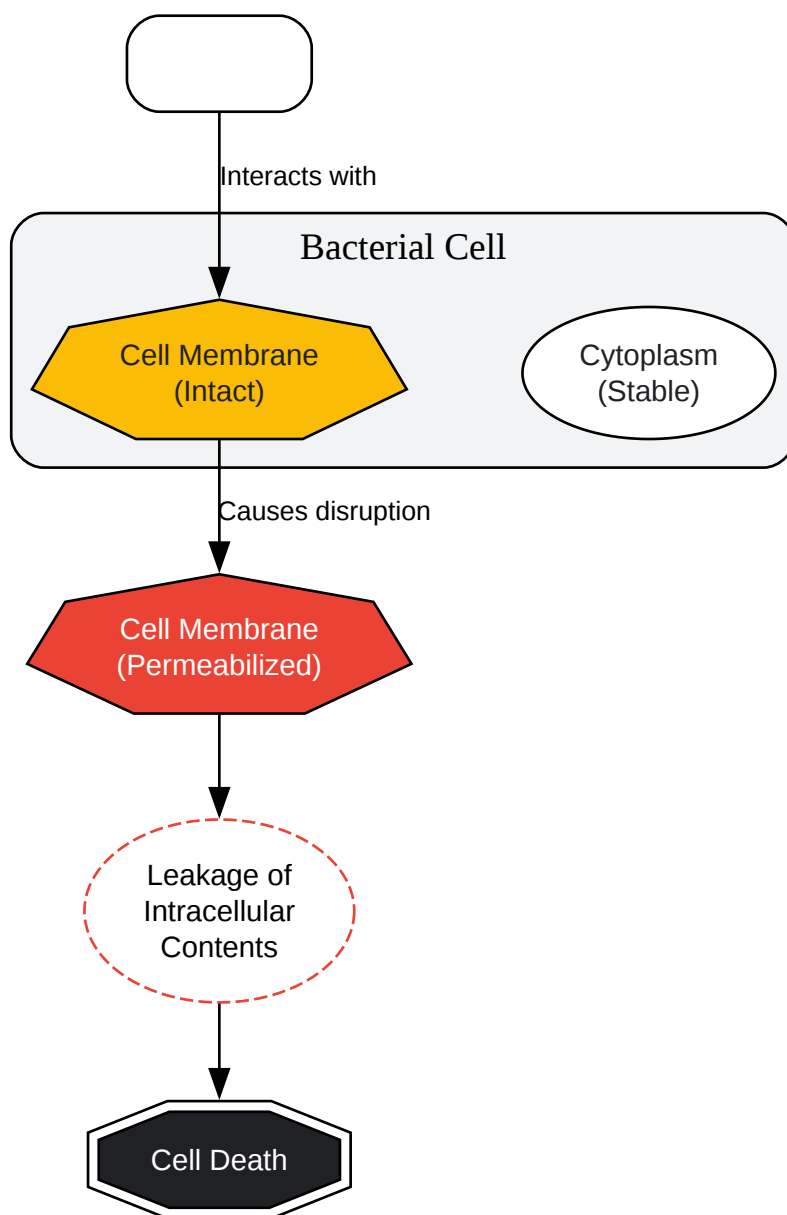 Interacts with
Bacterial Cell
Cell Membrane
(Intact)
Cytoplasm
(Stable)
Causes disruption
Cell Membrane
(Permeabilized)
Leakage of
Intracellular
Contents
Cell Death